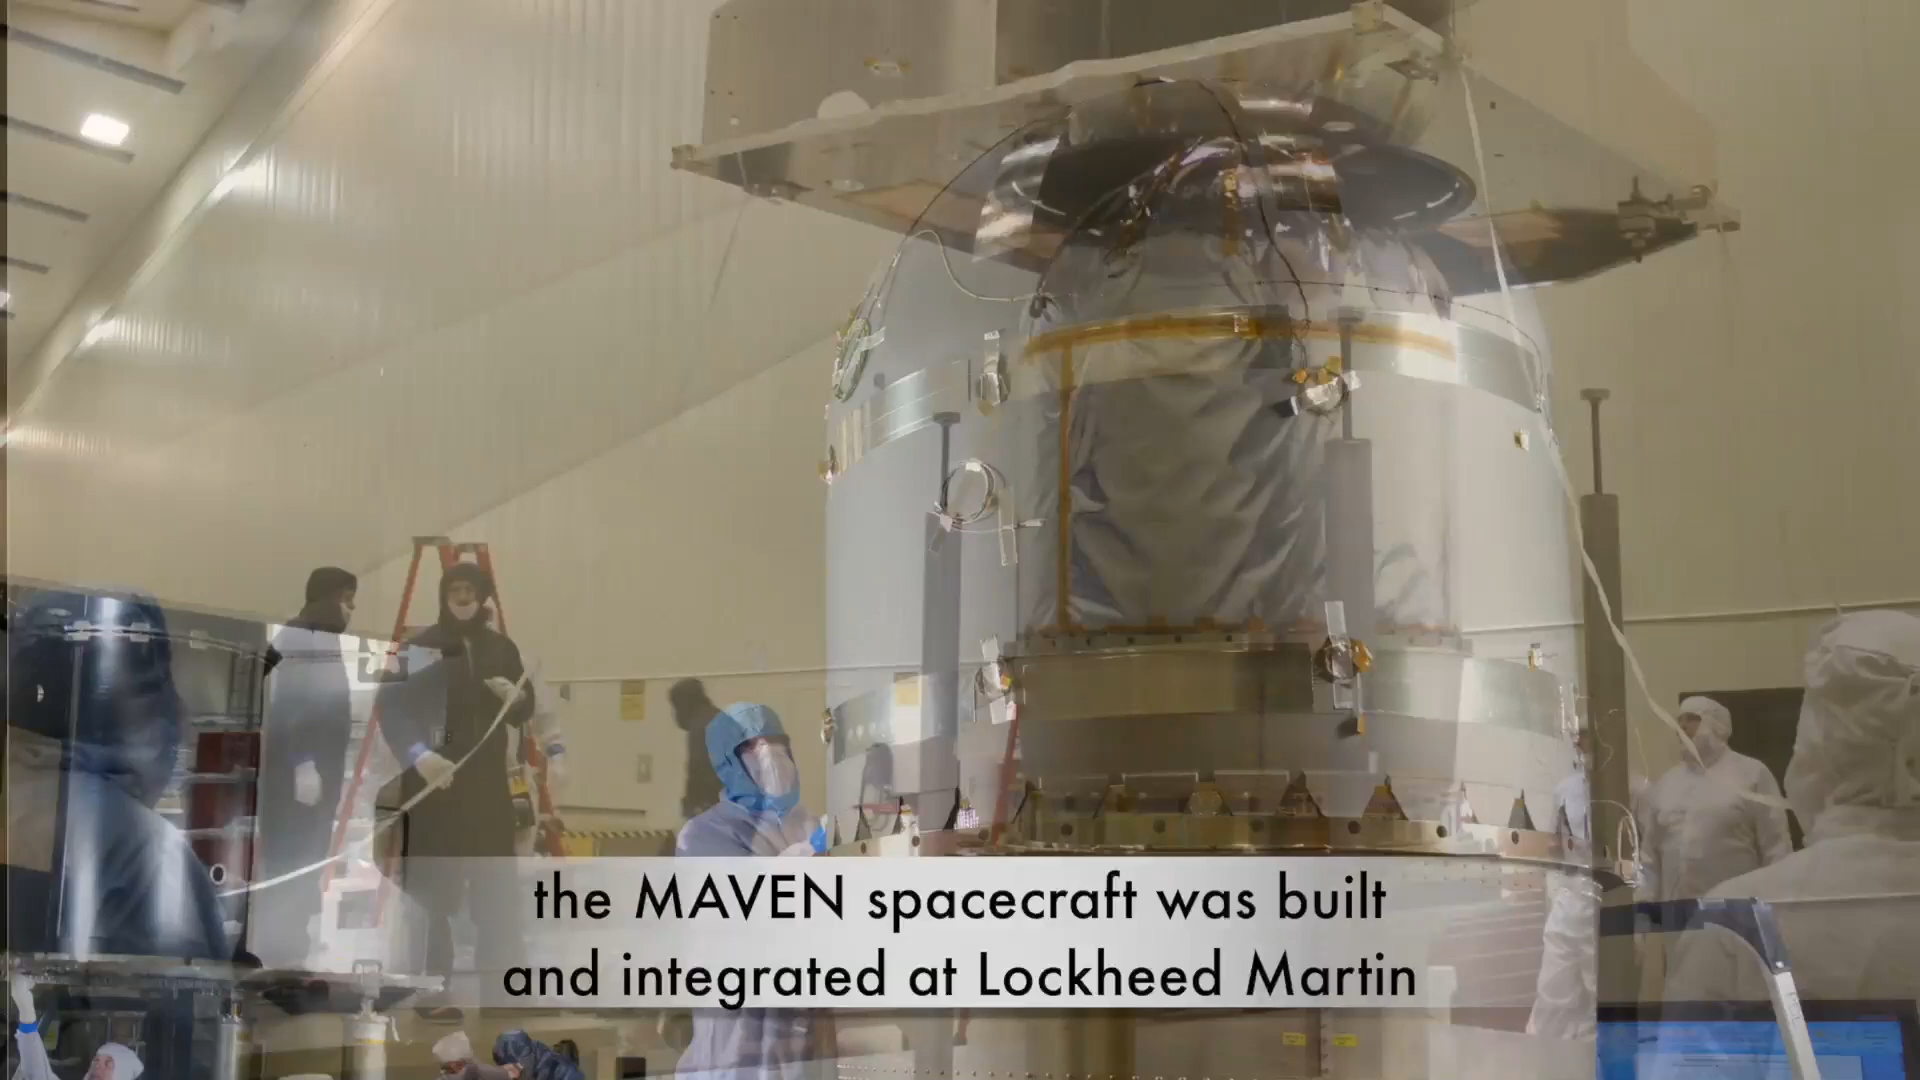 the MAVEN spacecraft was built
and integrated at Lockheed Martin